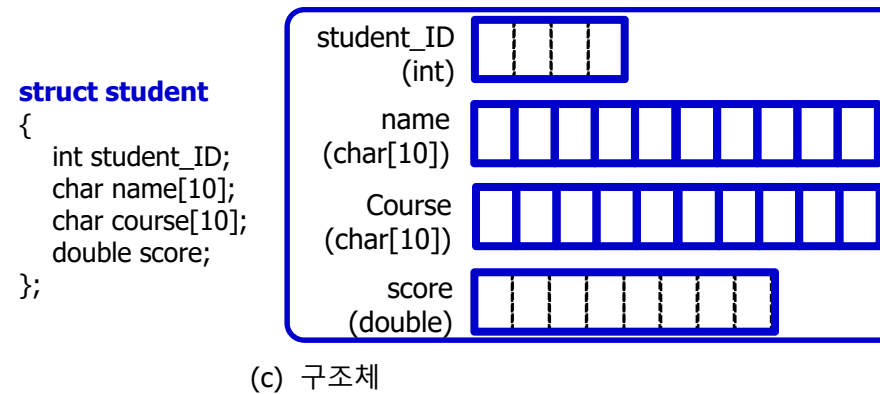 struct student
{
int student_ID;
char name[10];
char course[10];
double score;
};
student_ID
(int)
name
(char[10])
Course
(char[10])
score
(double)
(c) 구조체